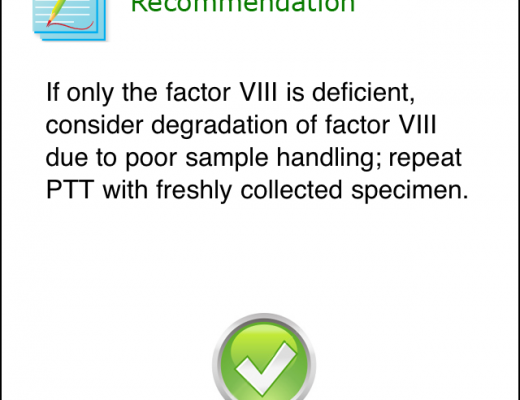 Recommendation
If only the factor VIII is deficient,
consider degradation of factor VIII
due to poor sample handling; repeat
PTT with freshly collected specimen.